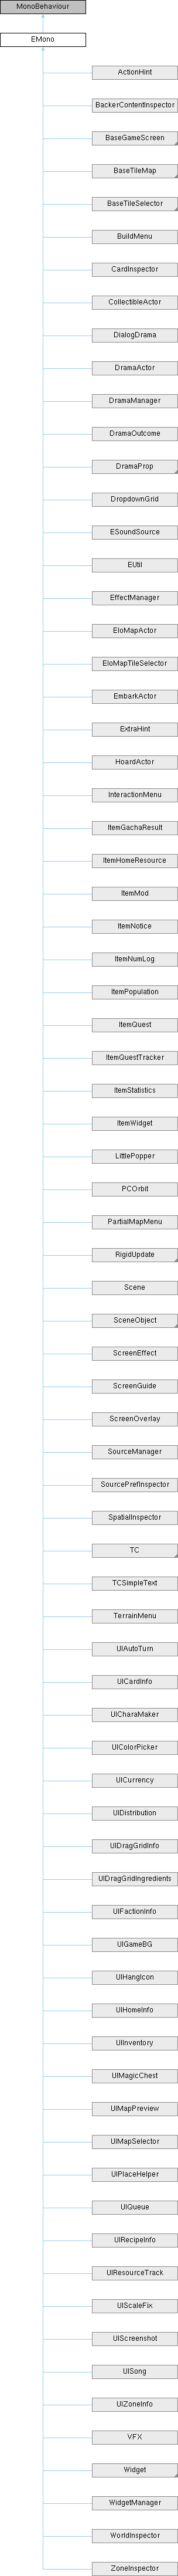 MonoBehaviour
EMono
ActionHint
BackerContentInspector
BaseGameScreen
BaseTileMap
BaseTileSelector
BuildMenu
CardInspector
CollectibleActor
DialogDrama
DramaActor
DramaManager
DramaOutcome
DramaProp
DropdownGrid
ESoundSource
EUtil
EffectManager
EloMapActor
EloMapTileSelector
EmbarkActor
ExtraHint
HoardActor
InteractionMenu
ItemGachaResult
ItemHomeResource
ItemMod
ItemNotice
ItemNumLog
ItemPopulation
ItemQuest
ItemQuestTracker
ItemStatistics
ItemWidget
LittlePopper
PCOrbit
PartialMapMenu
RigidUpdate
Scene
SceneObject
ScreenEffect
ScreenGuide
ScreenOverlay
SourceManager
SourcePrefInspector
SpatialInspector
TC
TCSimpleText
TerrainMenu
UIAutoTurn
UICardInfo
UICharaMaker
UIColorPicker
UICurrency
UIDistribution
UIDragGridInfo
UIDragGridIngredients
UIFactionInfo
UIGameBG
UIHangIcon
UIHomeInfo
UIInventory
UIMagicChest
UIMapPreview
UIMapSelector
UIPlaceHelper
UIQueue
UIRecipeInfo
UIResourceTrack
UIScaleFix
UIScreenshot
UISong
UIZoneInfo
VFX
Widget
WidgetManager
WorldInspector
ZoneInspector